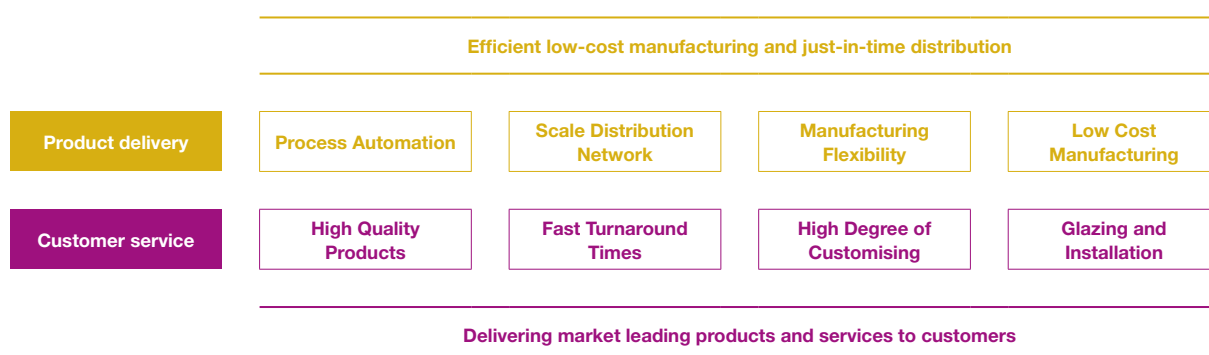 Efficient low-cost manufacturing and just-in-time distribution
Product delivery
Process Automation
Scale Distribution
Network
Manufacturing
Flexibility
Low Cost
Manufacturing
Customer service
High Quality
Products
Fast Turnaround
Times
High Degree of
Customising
Glazing and
Installation
Delivering market leading products and services to customers